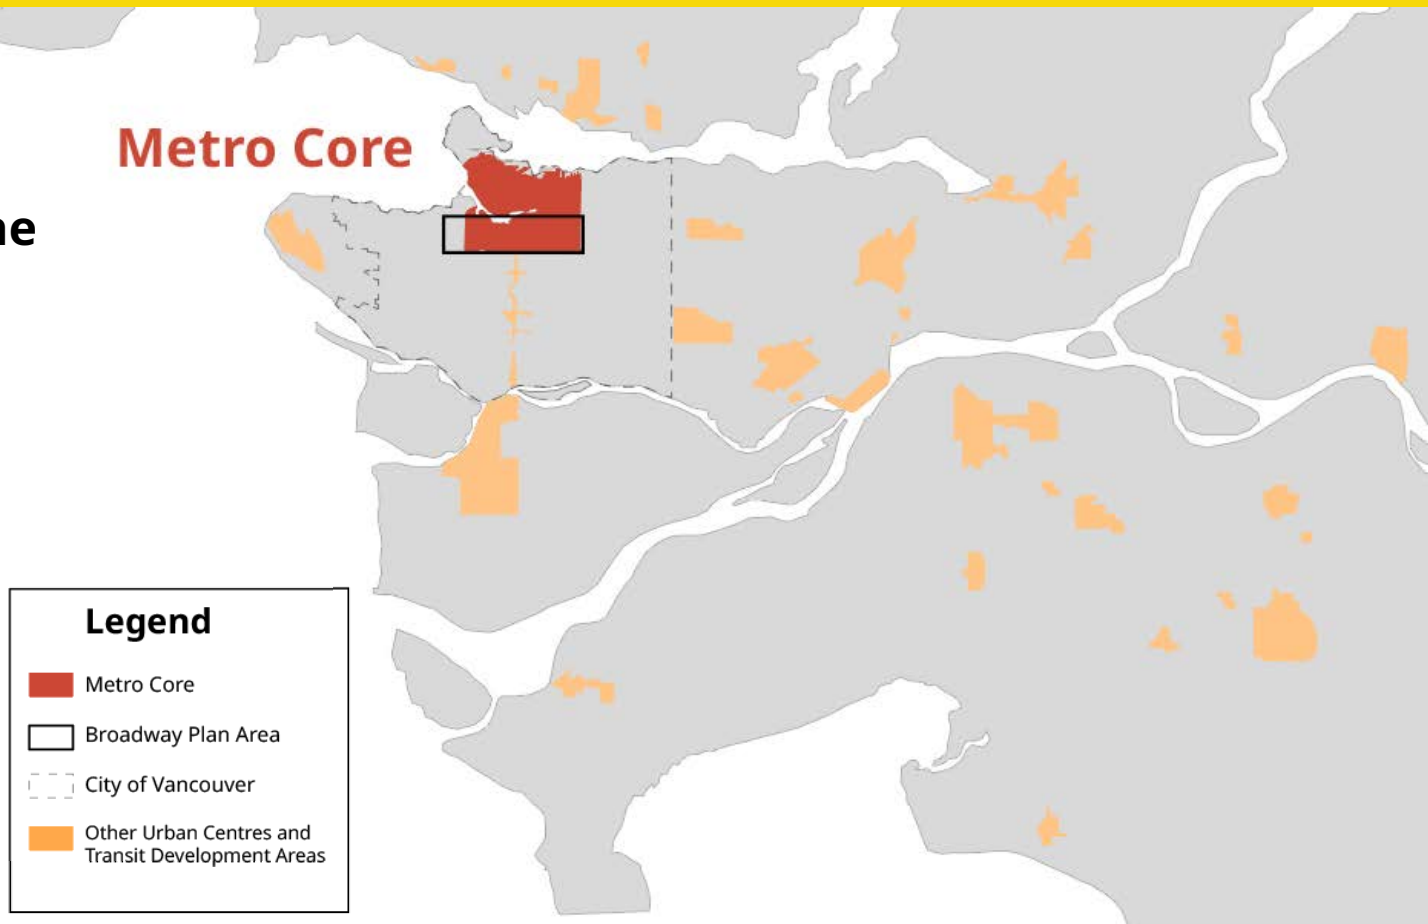 Metro Core
Legend
Metro Core
Broadway Plan Area
City of Vancouver
Other Urban Centres and
Transit Development Areas